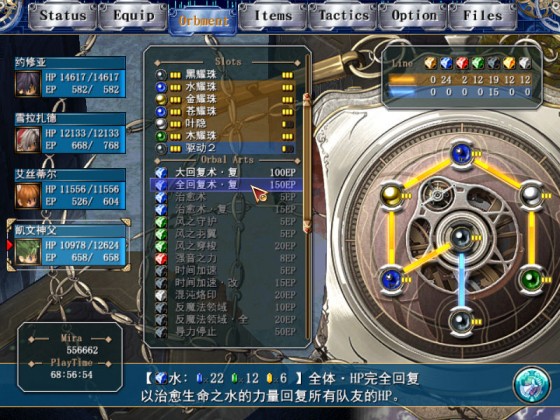 Status Equip Orbment Items Tactics Option Files
约修亚
HP 14617/14617
EP 582/ 582
雪拉扎德
HP 12133/12133
EP 668/ 768
艾丝蒂尔
HP 11556/11556
EP 526/ 604
凯文神父
HP 10978/12624
EP 658/ 658
Mira
556662
PlayTime
68:56:54
Slots
黑耀珠
水耀珠
金耀珠
苍耀珠
叶隐
木耀珠
驱动2
Orbal Arts
大回复术·复 100EP
全回复术·复 150EP
治愈术 5EP
治愈术·复
风之守护 5EP
风之羽翼 5EP
风之穿梭 20EP
强音之力 8EP
时间加速 5EP
时间加速·改 15EP
混沌烙印 20EP
反魔法领域 10EP
反魔法领域·全 20EP
导力停止 50EP
Line
0 24 2 12 19 12 12
0 0 0 0 15 0 0
【水: 22 12 6 】全体·HP完全回复
以治愈生命之水的力量回复所有队友的HP。